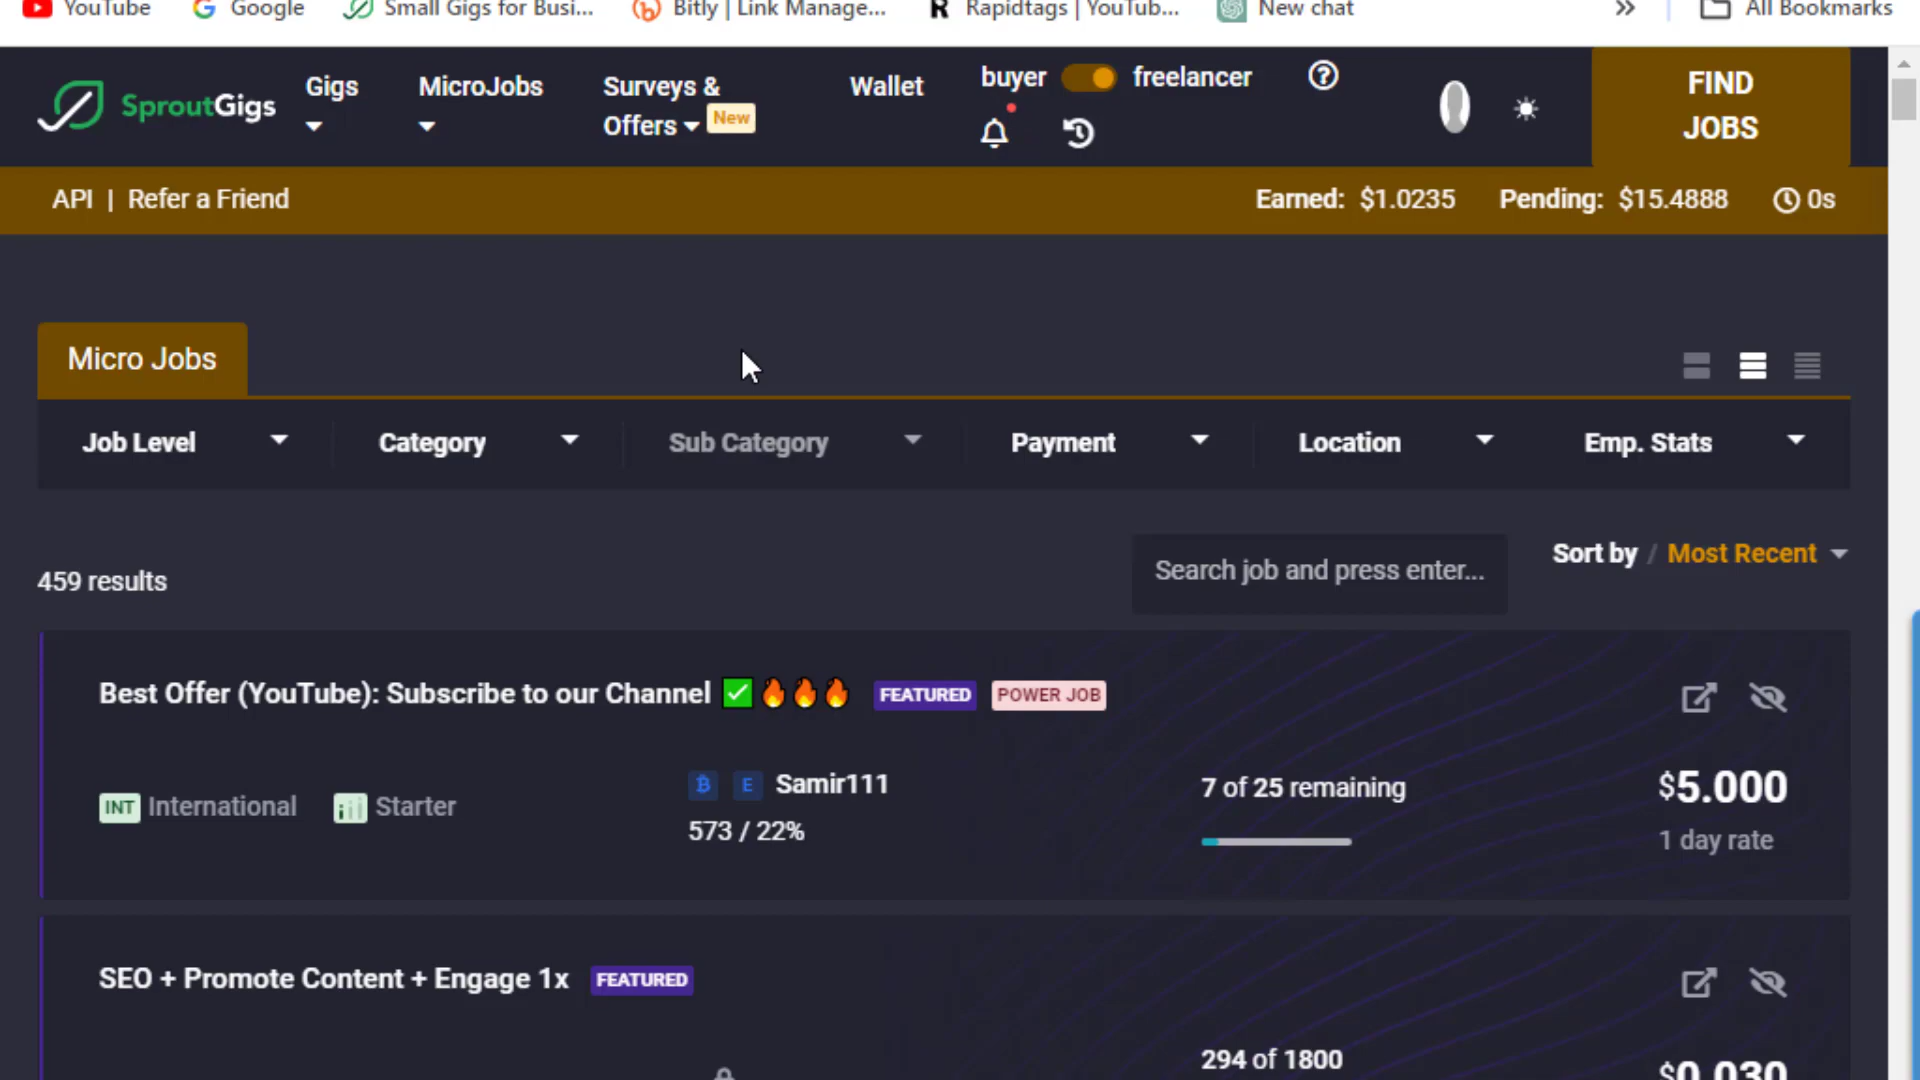 YouTube Google Small Gigs for Busi... Bitly | Link Manage... Rapidtags | YouTub... New chat » All Bookmarks
SproutGigs
Gigs
MicroJobs
Surveys &
Offers New
Wallet
buyer freelancer
FIND
JOBS
API | Refer a Friend
Earned: $1.0235 Pending: $15.4888 0s
Micro Jobs
Job Level Category Sub Category Payment Location Emp. Stats
459 results
Search job and press enter...
Sort by / Most Recent
Best Offer (YouTube): Subscribe to our Channel ✅🔥🔥🔥 FEATURED POWER JOB
INT International Starter
E Samir111
573 / 22%
7 of 25 remaining
$5.000
1 day rate
SEO + Promote Content + Engage 1x FEATURED
294 of 1800
$0.030